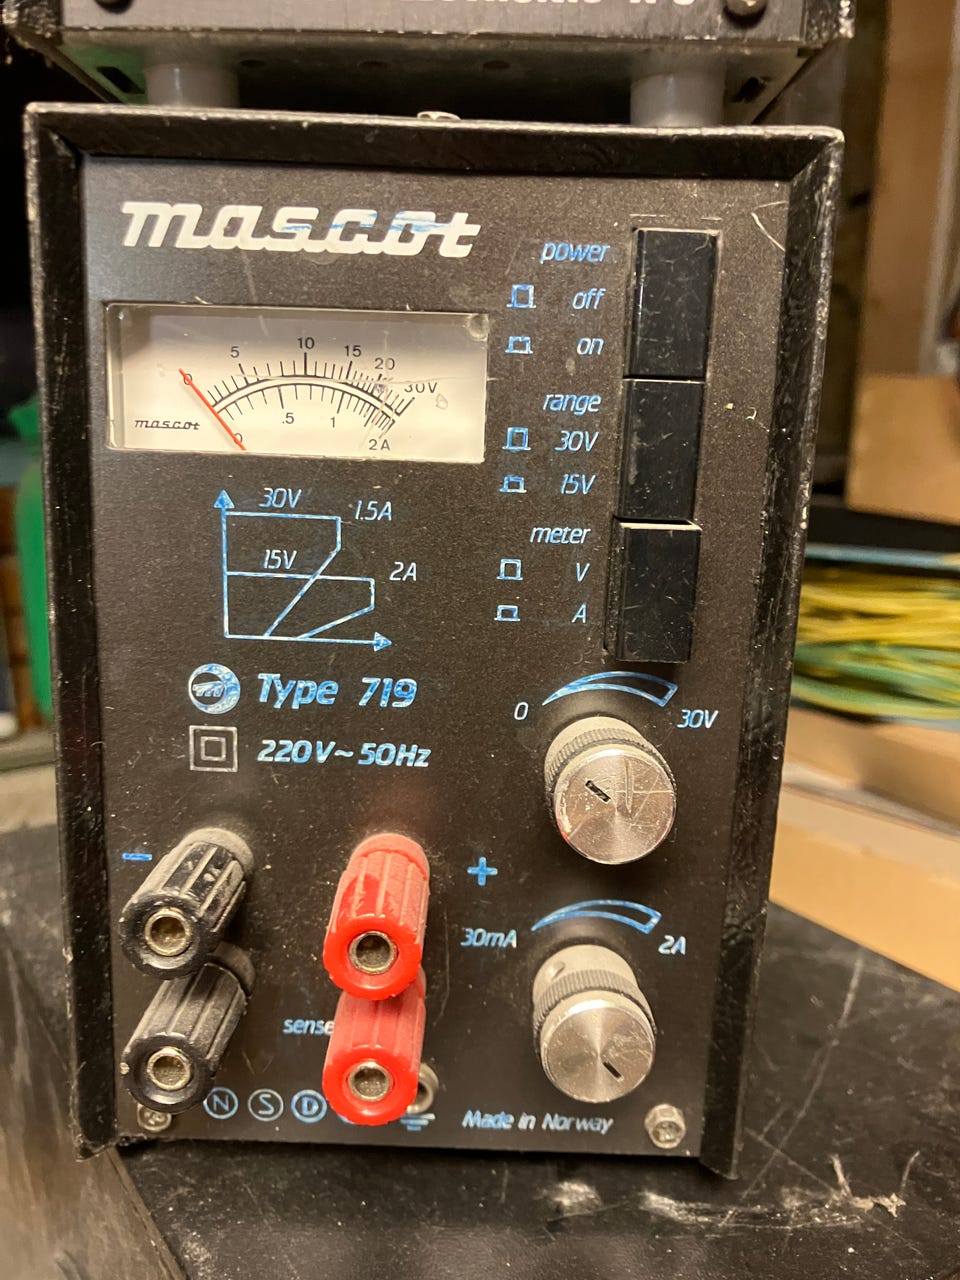 mascot
power
off
on
range
30V
15V
meter
V
A
0 5 10 15 20 30V
0 .5 1 2A
mascot
30V
1.5A
15V
2A
Type 719
220V~50Hz
0
30V
-
+
30mA
2A
sense
N S D
Made in Norway